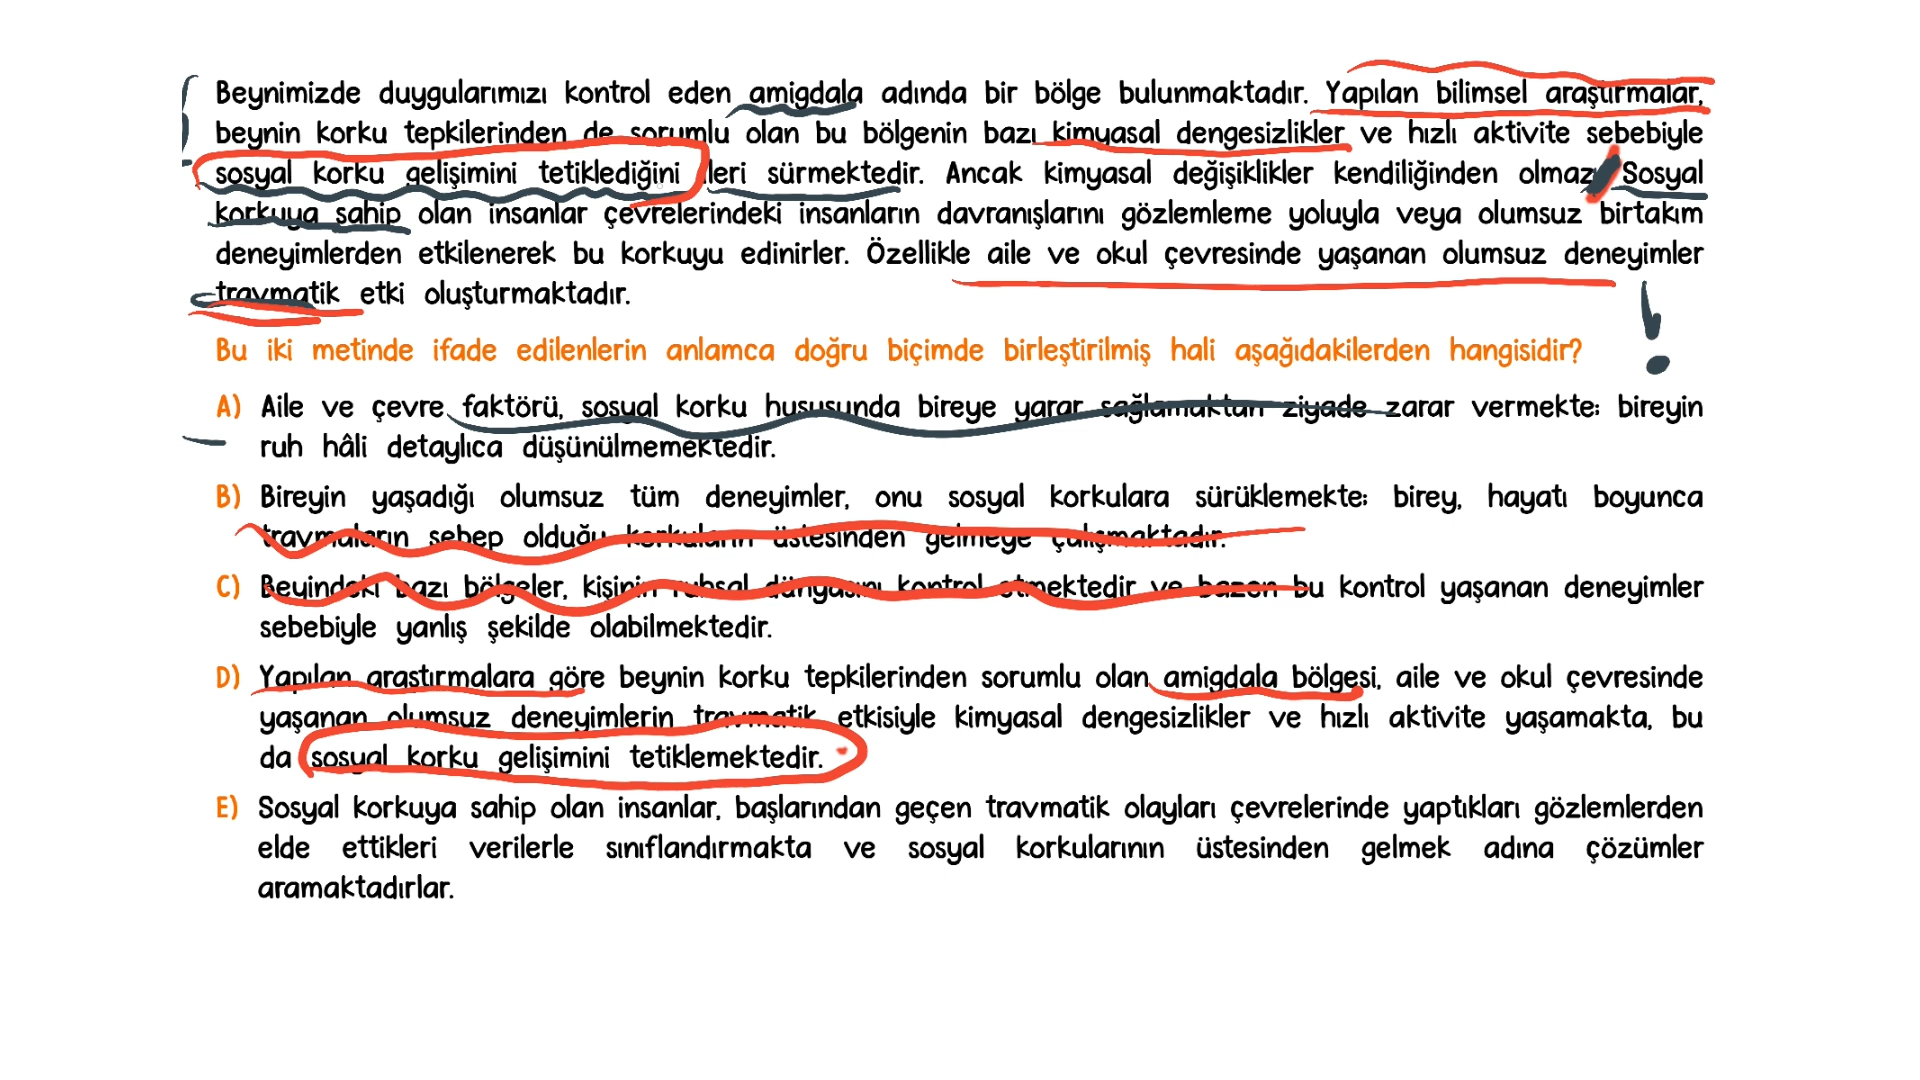 Beynimizde duygularımızı kontrol eden amigdala adında bir bölge bulunmaktadır. Yapılan bilimsel araştırmalar,
beynin korku tepkilerinden de sorumlu olan bu bölgenin bazı kimyasal dengesizlikler ve hızlı aktivite sebebiyle
sosyal korku gelişimini tetiklediğini ileri sürmektedir. Ancak kimyasal değişiklikler kendiliğinden olmaz. Sosyal
korkuya sahip olan insanlar çevrelerindeki insanların davranışlarını gözlemleme yoluyla veya olumsuz birtakım
deneyimlerden etkilenerek bu korkuyu edinirler. Özellikle aile ve okul çevresinde yaşanan olumsuz deneyimler
travmatik etki oluşturmaktadır.
Bu iki metinde ifade edilenlerin anlamca doğru biçimde birleştirilmiş hali aşağıdakilerden hangisidir?
A) Aile ve çevre faktörü, sosyal korku hususunda bireye yarar sağlamaktan ziyade zarar vermekte; bireyin
ruh hâli detaylıca düşünülmemektedir.
B) Bireyin yaşadığı olumsuz tüm deneyimler, onu sosyal korkulara sürüklemekte; birey, hayatı boyunca
travmaların sebep olduğu korkuların üstesinden gelmeye çalışmaktadır.
C) Beyindeki bazı bölgeler, kişinin ruhsal dünyasını kontrol etmektedir ve bazen bu kontrol yaşanan deneyimler
sebebiyle yanlış şekilde olabilmektedir.
D) Yapılan araştırmalara göre beynin korku tepkilerinden sorumlu olan amigdala bölgesi, aile ve okul çevresinde
yaşanan olumsuz deneyimlerin travmatik etkisiyle kimyasal dengesizlikler ve hızlı aktivite yaşamakta, bu
da sosyal korku gelişimini tetiklemektedir.
E) Sosyal korkuya sahip olan insanlar, başlarından geçen travmatik olayları çevrelerinde yaptıkları gözlemlerden
elde ettikleri verilerle sınıflandırmakta ve sosyal korkularının üstesinden gelmek adına çözümler
aramaktadırlar.